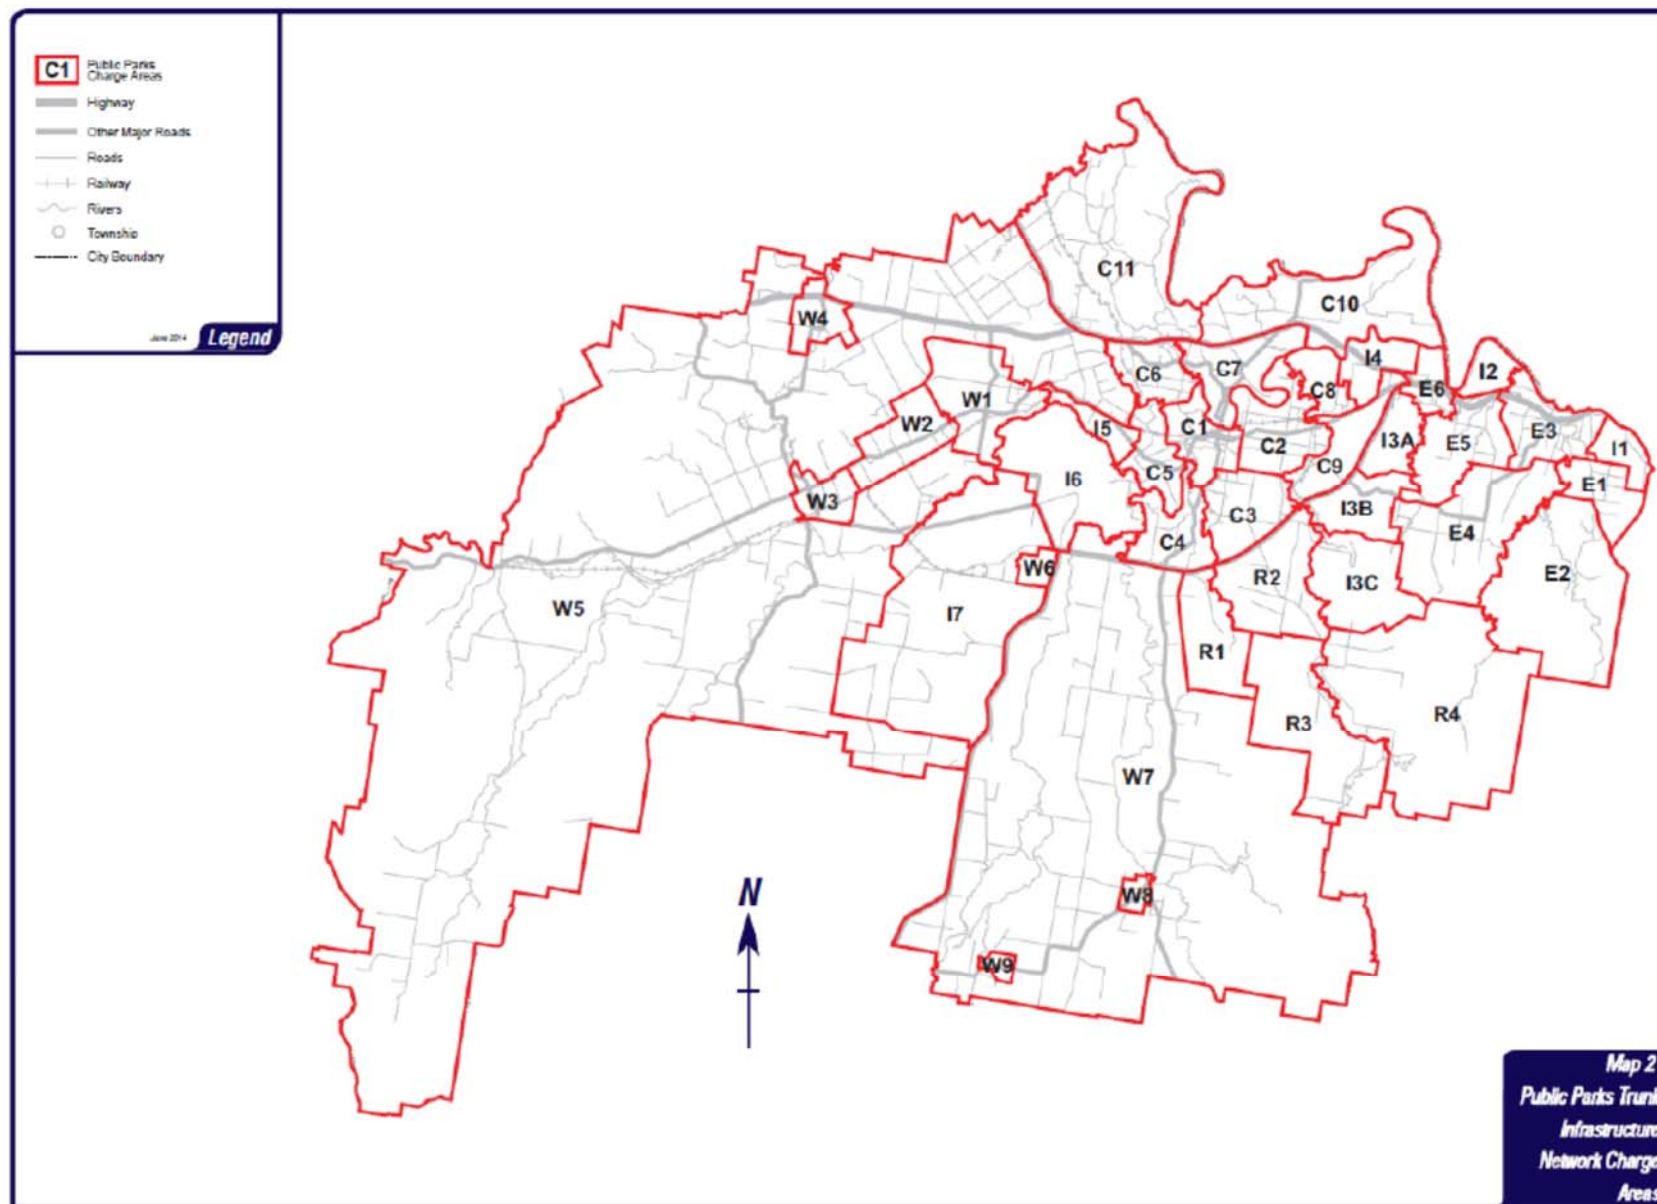 C1 Public Parks
Charge Areas
Highway
Other Major Roads
Roads
Railway
Rivers
Township
City Boundary
June 2014 Legend
C11
C10
W4
I4
C6
C7
I2
C8
E6
W1
W2
I5
C1
C2
I3A
E5
E3
I1
C9
C5
I6
E1
W3
C3
I3B
C4
E4
W6
R2
I3C
E2
W5
I7
R1
R3
R4
W7
W8
N
W9
Map 2
Public Parks Trunk
Infrastructure
Network Charge
Areas